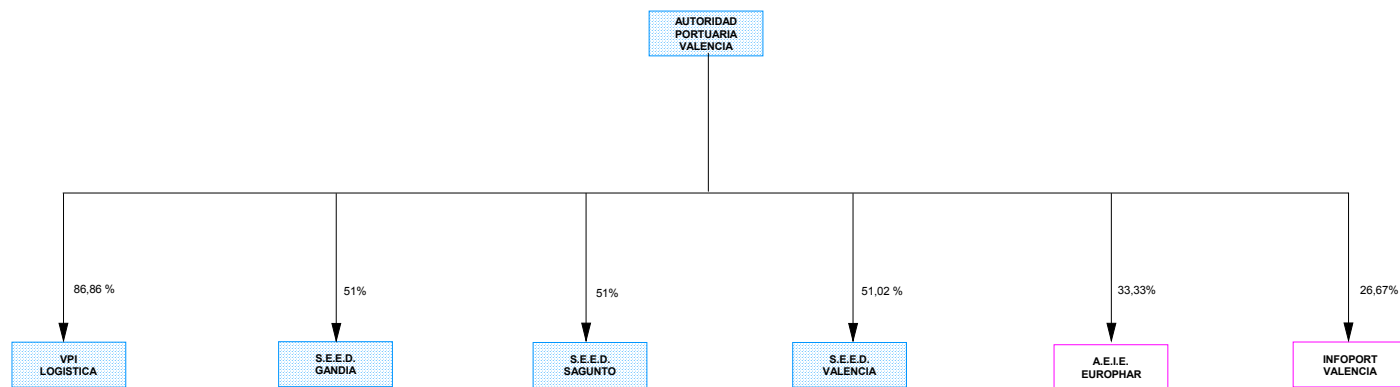 AUTORIDAD
PORTUARIA
VALENCIA
86,86 %
51%
51%
51,02 %
33,33%
26,67%
VPI
LOGISTICA
S.E.E.D.
GANDIA
S.E.E.D.
SAGUNTO
S.E.E.D.
VALENCIA
A.E.I.E.
EUROPHAR
INFOPORT
VALENCIA